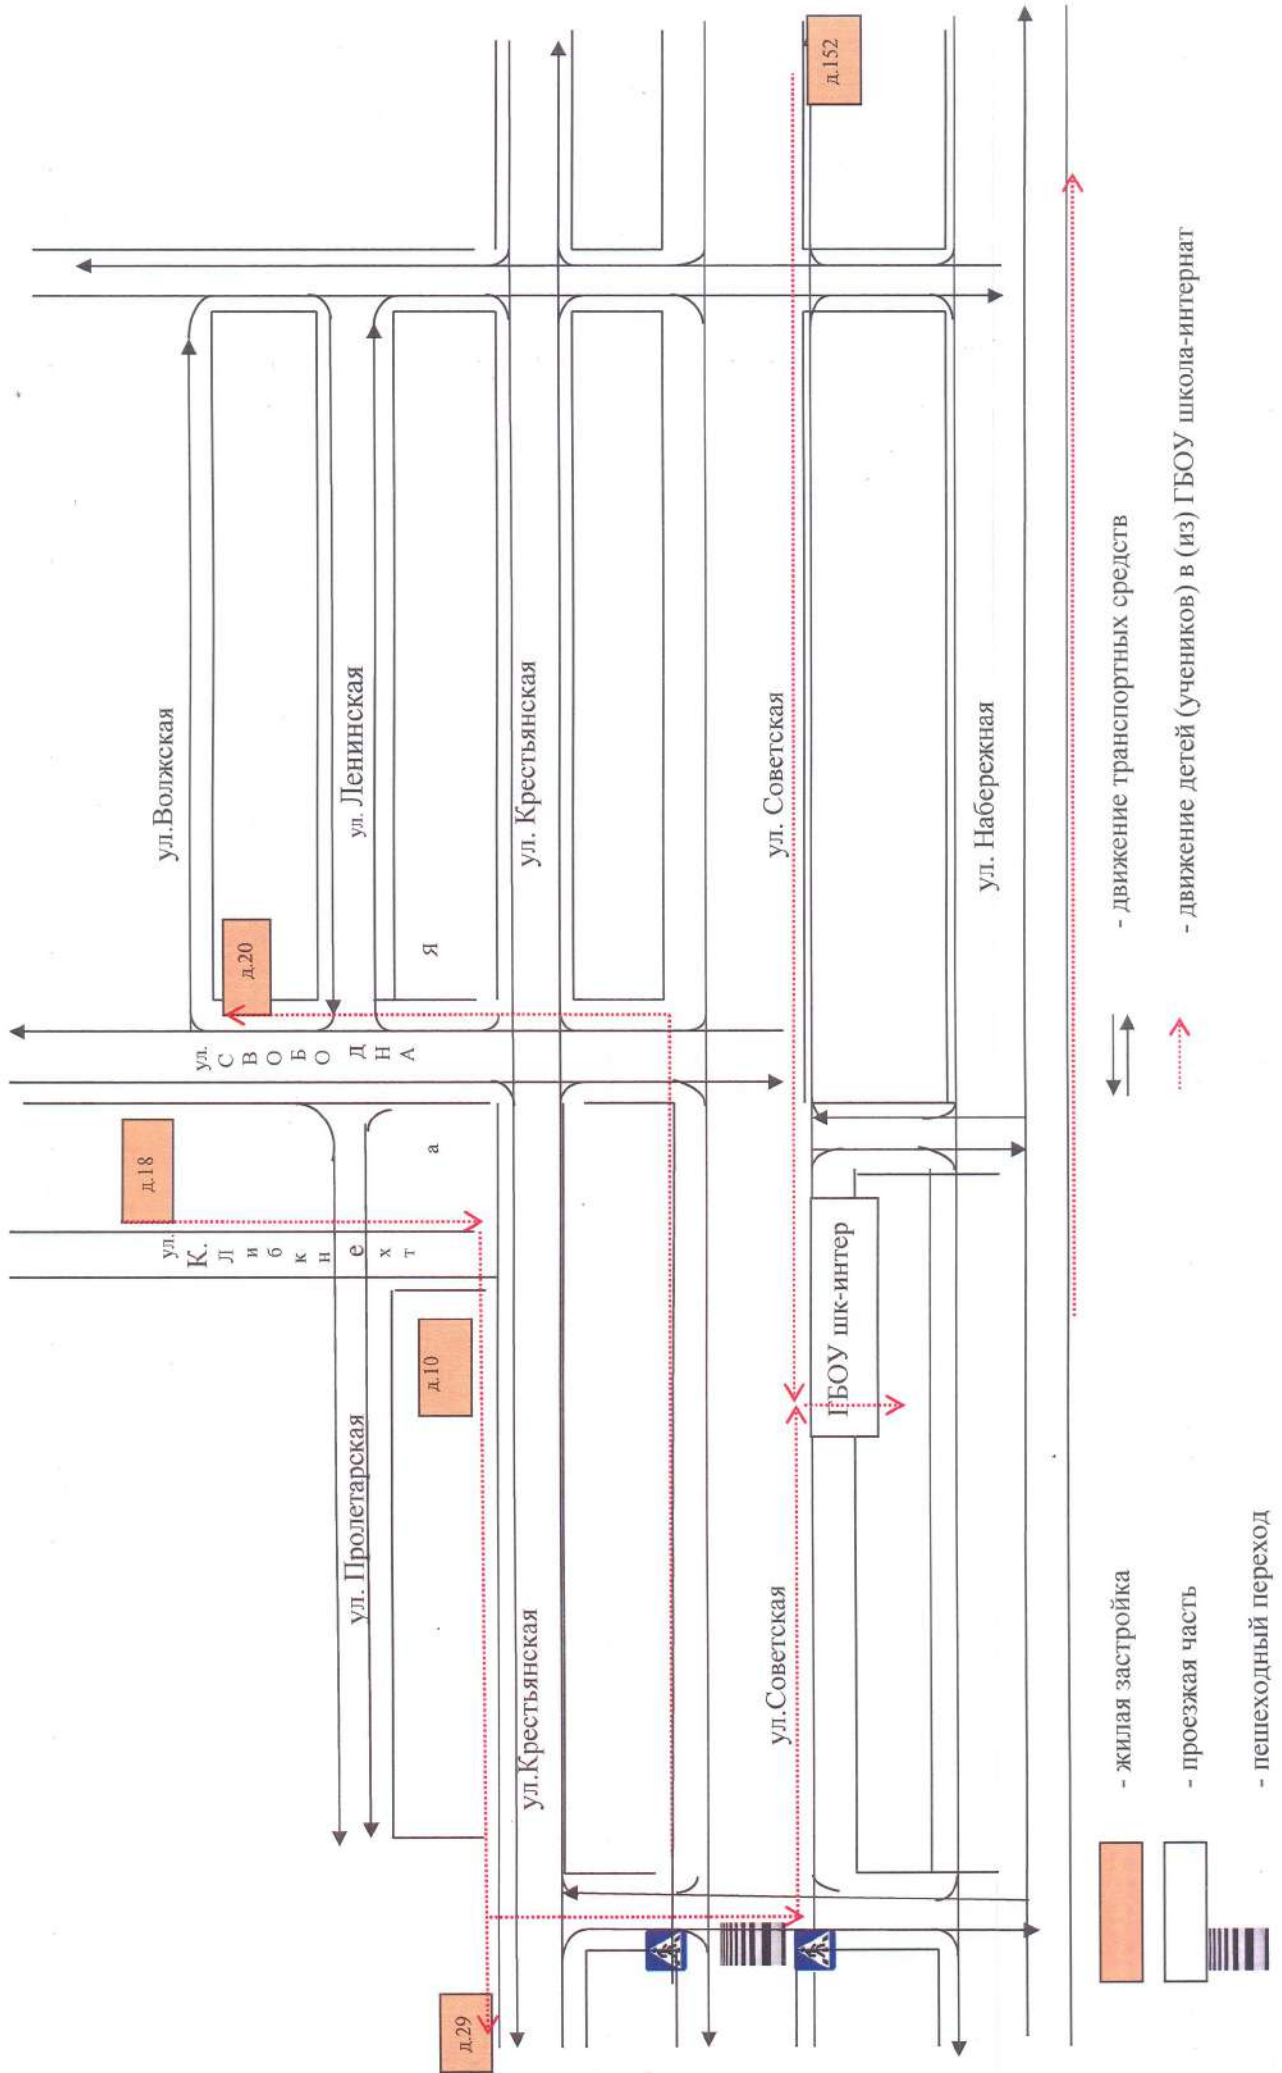 д.29
д.18
д.10
д.20
д.152
ул.
К.
Л
и
б
к
н
е
х
т
ул.
С
В
О
Б
О
Д
Н
А
Я
а
ул.Волжская
ул. Ленинская
ул. Пролетарская
ул.Крестьянская
ул. Крестьянская
ул.Советская
ул. Советская
ГБОУ шк-интер
ул. Набережная
- жилая застройка
- проезжая часть
- пешеходный переход
- движение транспортных средств
- движение детей (учеников) в (из) ГБОУ школа-интернат